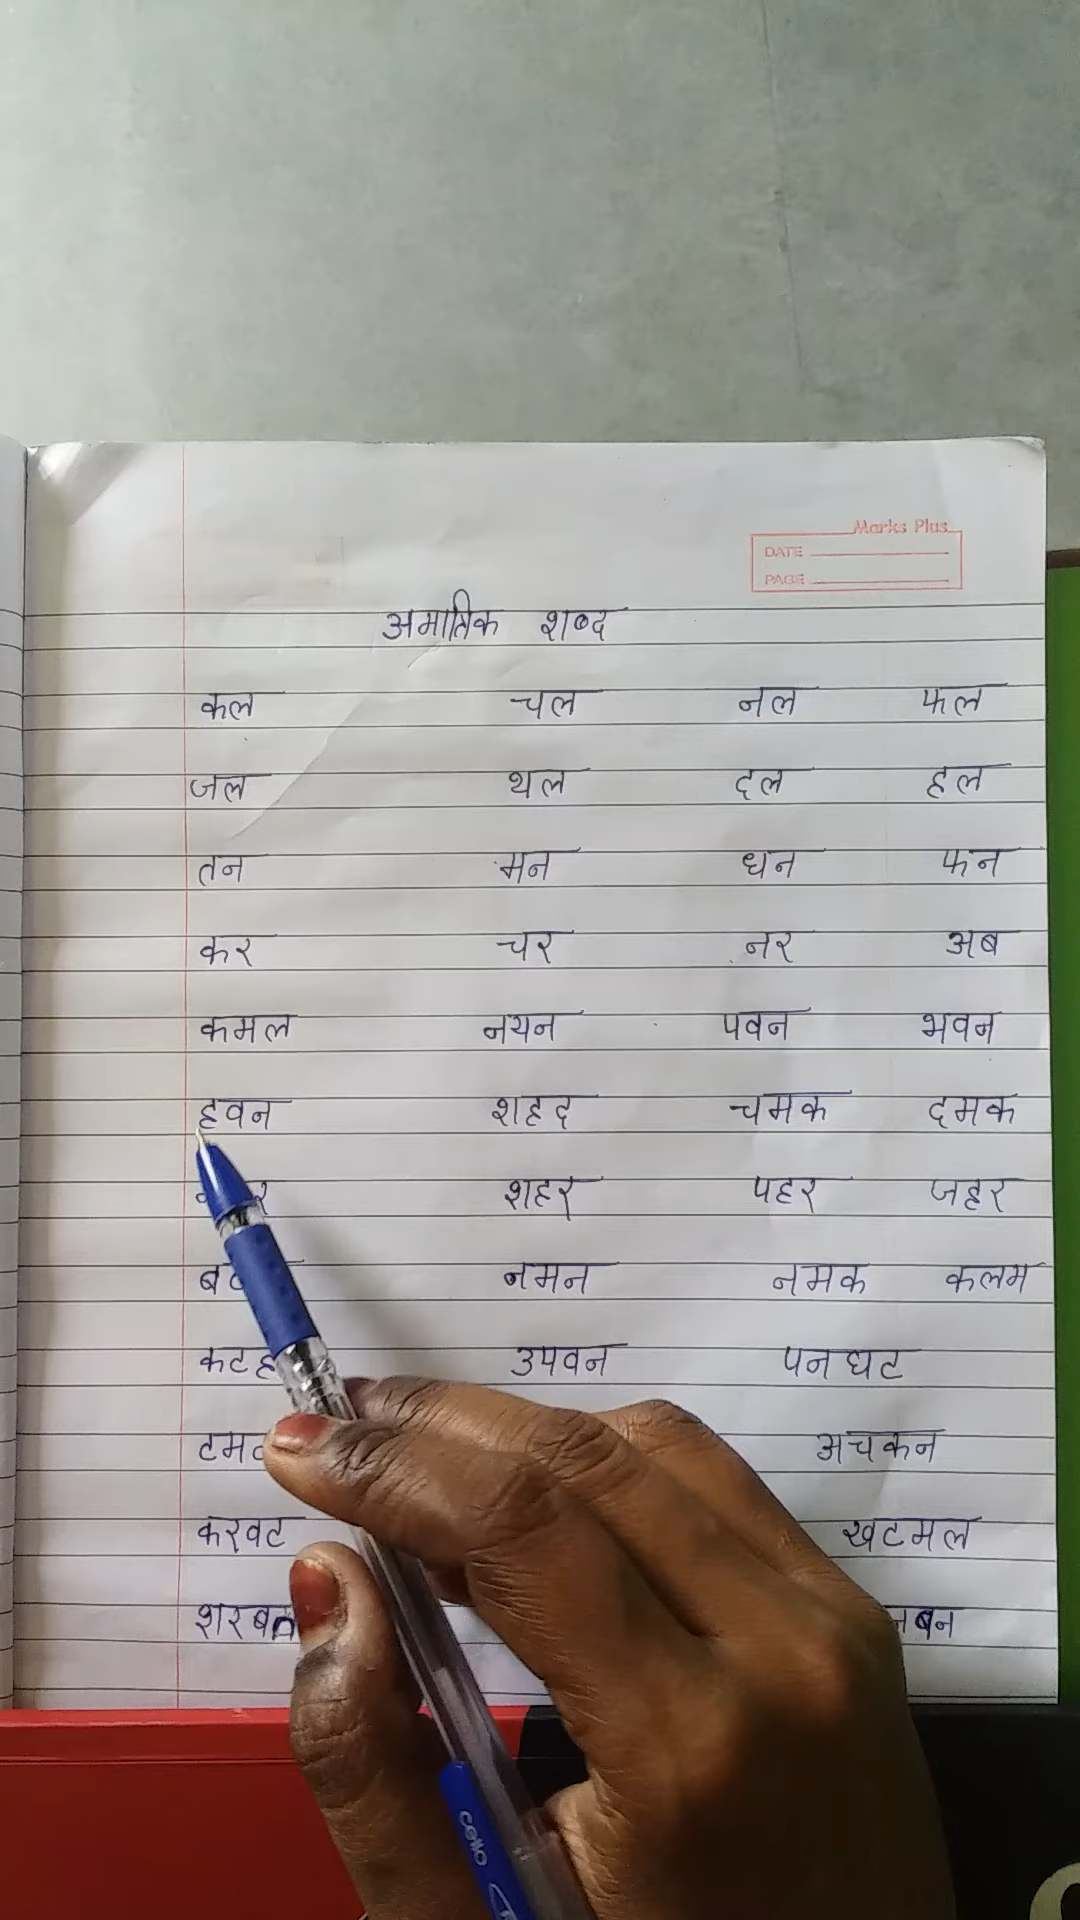 Marks Plus
DATE
PAGE
अमात्रिक शब्द
कल चल नल फल
जल थल दल हल
तन मन धन फन
कर चर नर अब
कमल नयन पवन भवन
हवन शहद चमक दमक
शहर पहर जहर
नमन नमक कलम
उपवन पनघट
अचकन
करवट खटमल
शरबत
cello